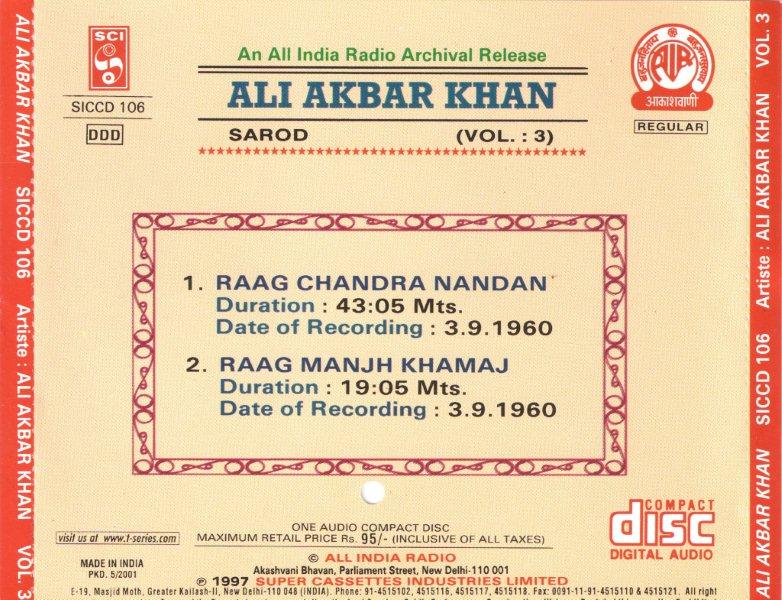 ALI AKBAR KHAN SICCD 106 Artiste : ALI AKBAR KHAN VOL. 3
SCI
SICCD 106
DDD
An All India Radio Archival Release
ALI AKBAR KHAN
SAROD (VOL. : 3)
बहुजनहिताय बहुजनसुखाय
AIR
आकाशवाणी
REGULAR
1. RAAG CHANDRA NANDAN
Duration : 43:05 Mts.
Date of Recording : 3.9.1960
2. RAAG MANJH KHAMAJ
Duration : 19:05 Mts.
Date of Recording : 3.9.1960
visit us at www.t-series.com
MADE IN INDIA
PKD. 5/2001
ONE AUDIO COMPACT DISC
MAXIMUM RETAIL PRICE Rs. 95/- (INCLUSIVE OF ALL TAXES)
© ALL INDIA RADIO
Akashvani Bhavan, Parliament Street, New Delhi-110 001
℗ 1997 SUPER CASSETTES INDUSTRIES LIMITED
E-19, Masjid Moth, Greater Kailash-II, New Delhi-110 048 (INDIA). Phone: 91-4515102, 4515116, 4515117, 4515118. Fax: 0091-11-91-4515110 & 4515121. All right
COMPACT
disc
DIGITAL AUDIO
ALI AKBAR KHAN SICCD 106 Artiste : ALI AKBAR KHAN VOL. 3